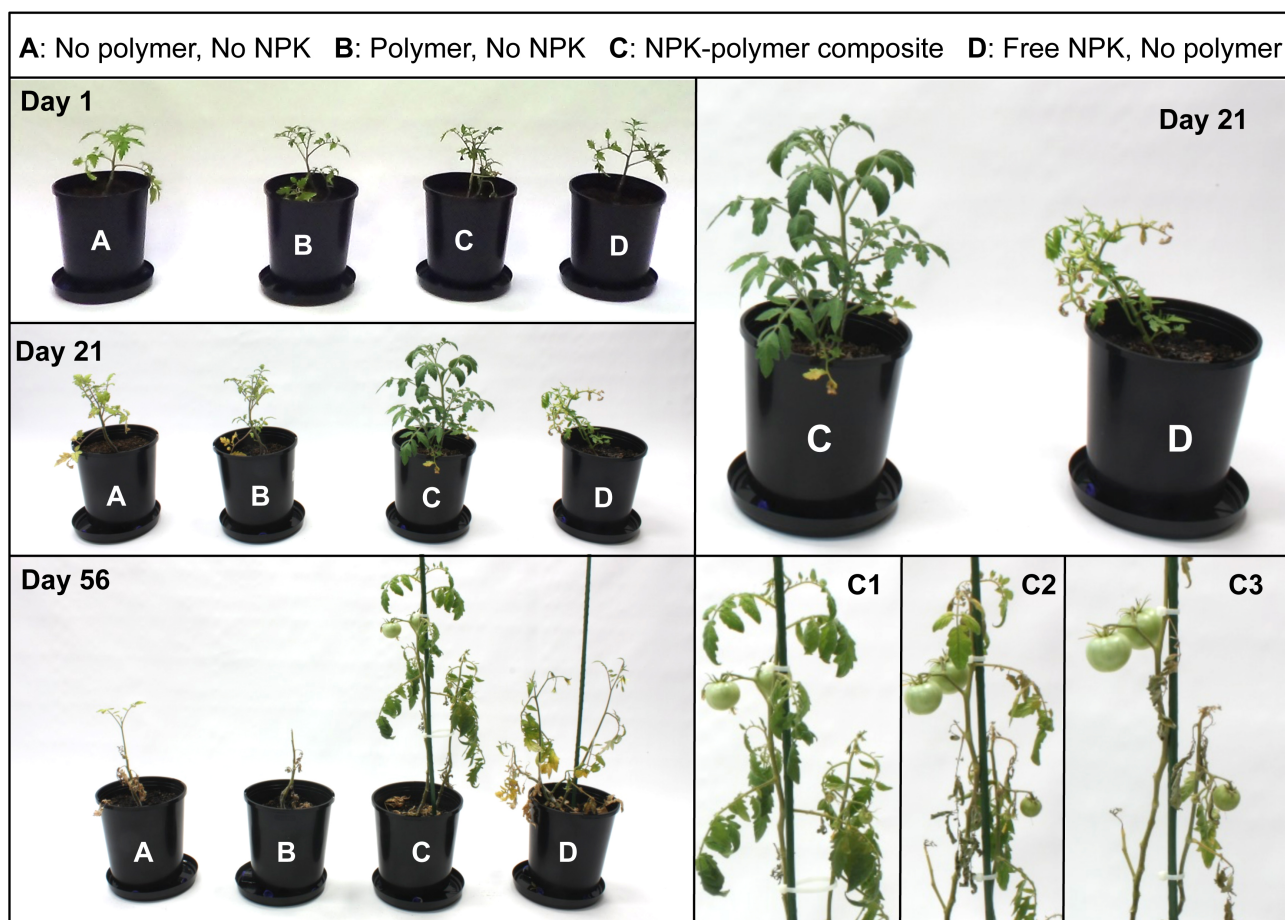 A: No polymer, No NPK B: Polymer, No NPK C: NPK-polymer composite D: Free NPK, No polymer
Day 1
A B C D
Day 21
C D
Day 21
A B C D
Day 56
A B C D
C1 C2 C3